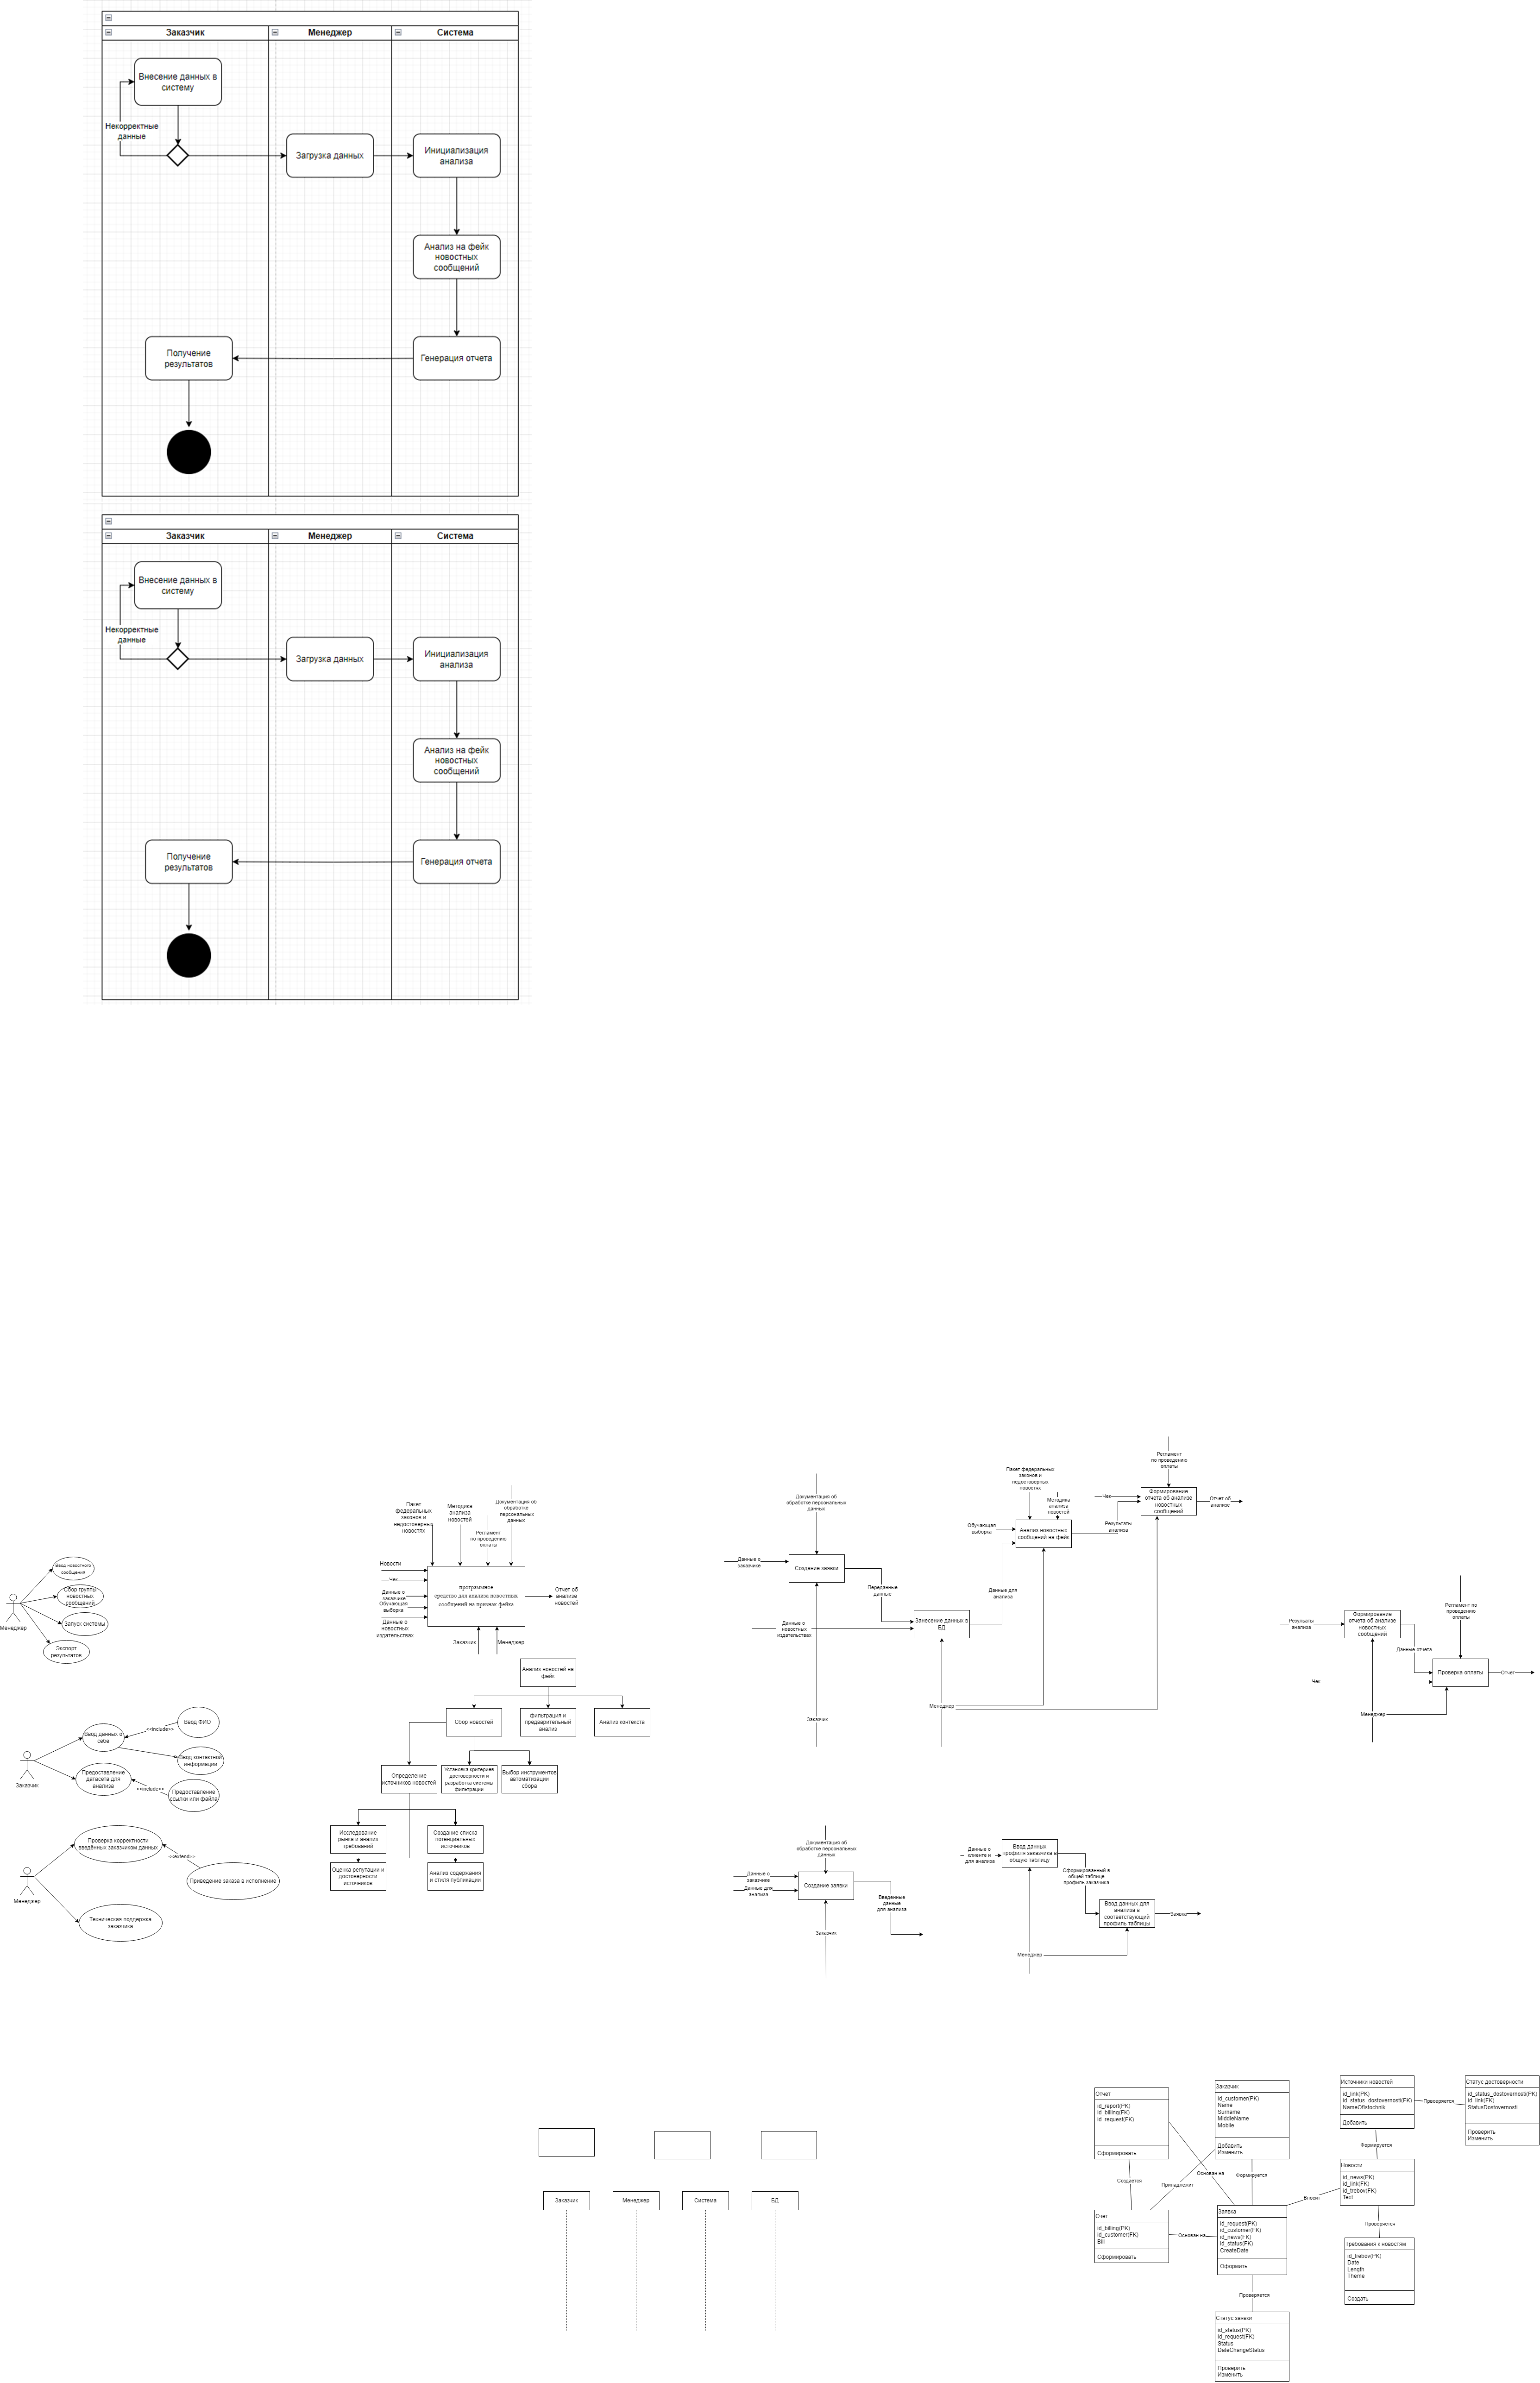 Заказчик
Менеджер
Система
Внесение данных в
систему
Некорректные
данные
Загрузка данных
Инициализация
анализа
Анализ на фейк
новостных
сообщений
Получение
результатов
Генерация отчета
Заказчик
Менеджер
Система
Внесение данных в
систему
Некорректные
данные
Загрузка данных
Инициализация
анализа
Анализ на фейк
новостных
сообщений
Получение
результатов
Генерация отчета
Менеджер
Ввод новостного
сообщения
Сбор группы
новостных
сообщений
Запуск системы
Экспорт
результатов
Заказчик
Ввод данных о
себе
<<include>>
Ввод ФИО
Ввод контактной
информации
Предоставление
датасета для
анализа
<<include>>
Предоставление
ссылки или файла
Менеджер
Проверка корректности
введённых заказчиком данных
<<extend>>
Приведение заказа в исполнение
Техническая поддержка
заказчика
Пакет
федеральных
законов и
недостоверных
новостях
Методика
анализа
новостей
Регламент
по проведению
оплаты
Документация об
обработке
персональных
данных
Новости
Чек
Данные о
заказчике
Обучающая
выборка
Данные о
новостных
издательствах
программное
средство для анализа новостных
сообщений на признак фейка
Отчет об
анализе
новостей
Заказчик
Менеджер
Анализ новостей на
фейк
Сбор новостей
фильтрация и
предварительный
анализ
Анализ контекста
Определение
источников новостей
Установка критериев
достоверности и
разработка системы
фильтрации
Выбор инструментов
автоматизации
сбора
Исследование
рынка и анализ
требований
Создание списка
потенциальных
источников
Оценка репутации и
достоверности
источников
Анализ содержания
и стиля публикации
Документация об
обработке персональных
данных
Данные о
заказчике
Создание заявки
Переданные
данные
Данные о
новостных
издательствах
Занесение данных в
БД
Данные для
анализа
Обучающая
выборка
Пакет федеральных
законов и
недостоверных
новостях
Методика
анализа
новостей
Анализ новостных
сообщений на фейк
Результаты
анализа
Чек
Регламент
по проведению
оплаты
Формирование
отчета об анализе
новостных
сообщений
Отчет об
анализе
Менеджер
Заказчик
Результаты
анализа
Формирование
отчета об анализе
новостных
сообщений
Данные отчета
Регламент по
проведению
оплаты
Чек
Проверка оплаты
Отчет
Менеджер
Документация об
обработке персональных
данных
Данные о
заказчике
Данные для
анализа
Создание заявки
Введенные
данные
для анализа
Заказчик
Данные о
клиенте и
для анализа
Ввод данных
профиля заказчика в
общую таблицу
Сформированный в
общей таблице
профиль заказчика
Ввод данных для
анализа в
соответствующий
профиль таблицы
Заявка
Менеджер
Заказчик
Менеджер
Система
БД
Отчет
id_report(PK)
id_billing(FK)
id_request(FK)
Сформировать
Создается
Счет
id_billing(PK)
id_customer(FK)
Bill
Сформировать
Заказчик
id_customer(PK)
Name
Surname
MiddleName
Mobile
Добавить
Изменить
Принадлежит
Основан на
Формируется
Основан на
Заявка
id_request(PK)
id_customer(FK)
id_news(FK)
id_status(FK)
CreateDate
Оформить
Проверяется
Статус заявки
id_status(PK)
id_request(FK)
Status
DateChangeStatus
Проверить
Изменить
Вносит
Источники новостей
id_link(PK)
id_status_dostovernosti(FK)
NameOfIstochnik
Добавить
Прверяется
Статус достоверности
id_status_dostovernosti(PK)
id_link(FK)
StatusDostovernosti
Проверить
Изменить
Формируется
Новости
id_news(PK)
id_link(FK)
id_trebov(FK)
Text
Проверяется
Требования к новостям
id_trebov(PK)
Date
Length
Theme
Создать